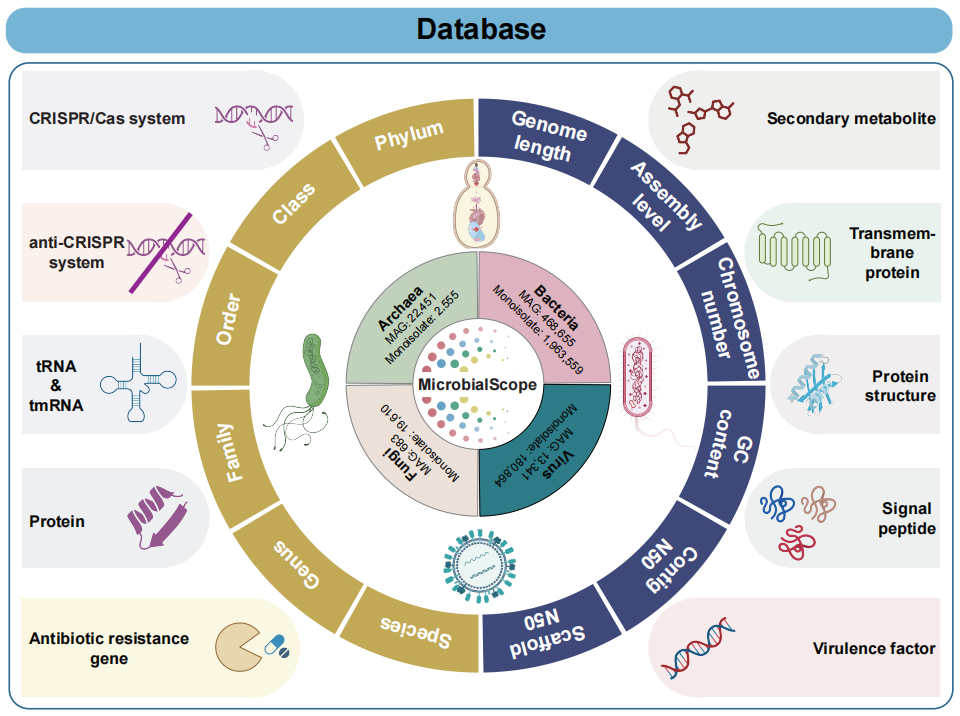 Database
CRISPR/Cas system
anti-CRISPR
system
tRNA
&
tmRNA
Protein
Antibiotic resistance
gene
Phylum
Class
Order
Family
Genus
Species
Genome
length
Assembly
level
Chromosome
number
GC
content
Contig
N50
Scaffold
N50
Archaea
MAG: 22,451
Monoisolate: 2,555
Bacteria
MAG: 468,655
Monoisolate: 1,963,559
MicrobialScope
Fungi
MAG: 683
Monoisolate: 19,610
Virus
MAG: 13,341
Monoisolate: 180,864
Secondary metabolite
Transmem-
brane
protein
Protein
structure
Signal
peptide
Virulence factor